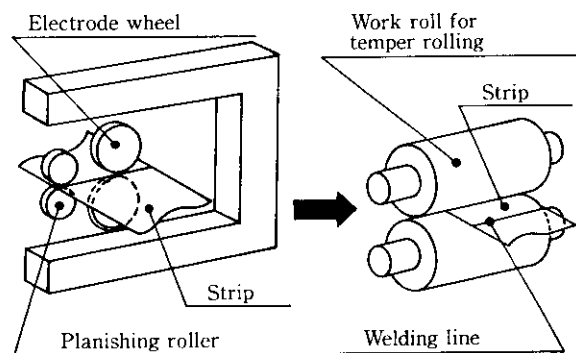 Electrode wheel
Work roll for
temper rolling
Strip
Strip
Planishing roller
Welding line